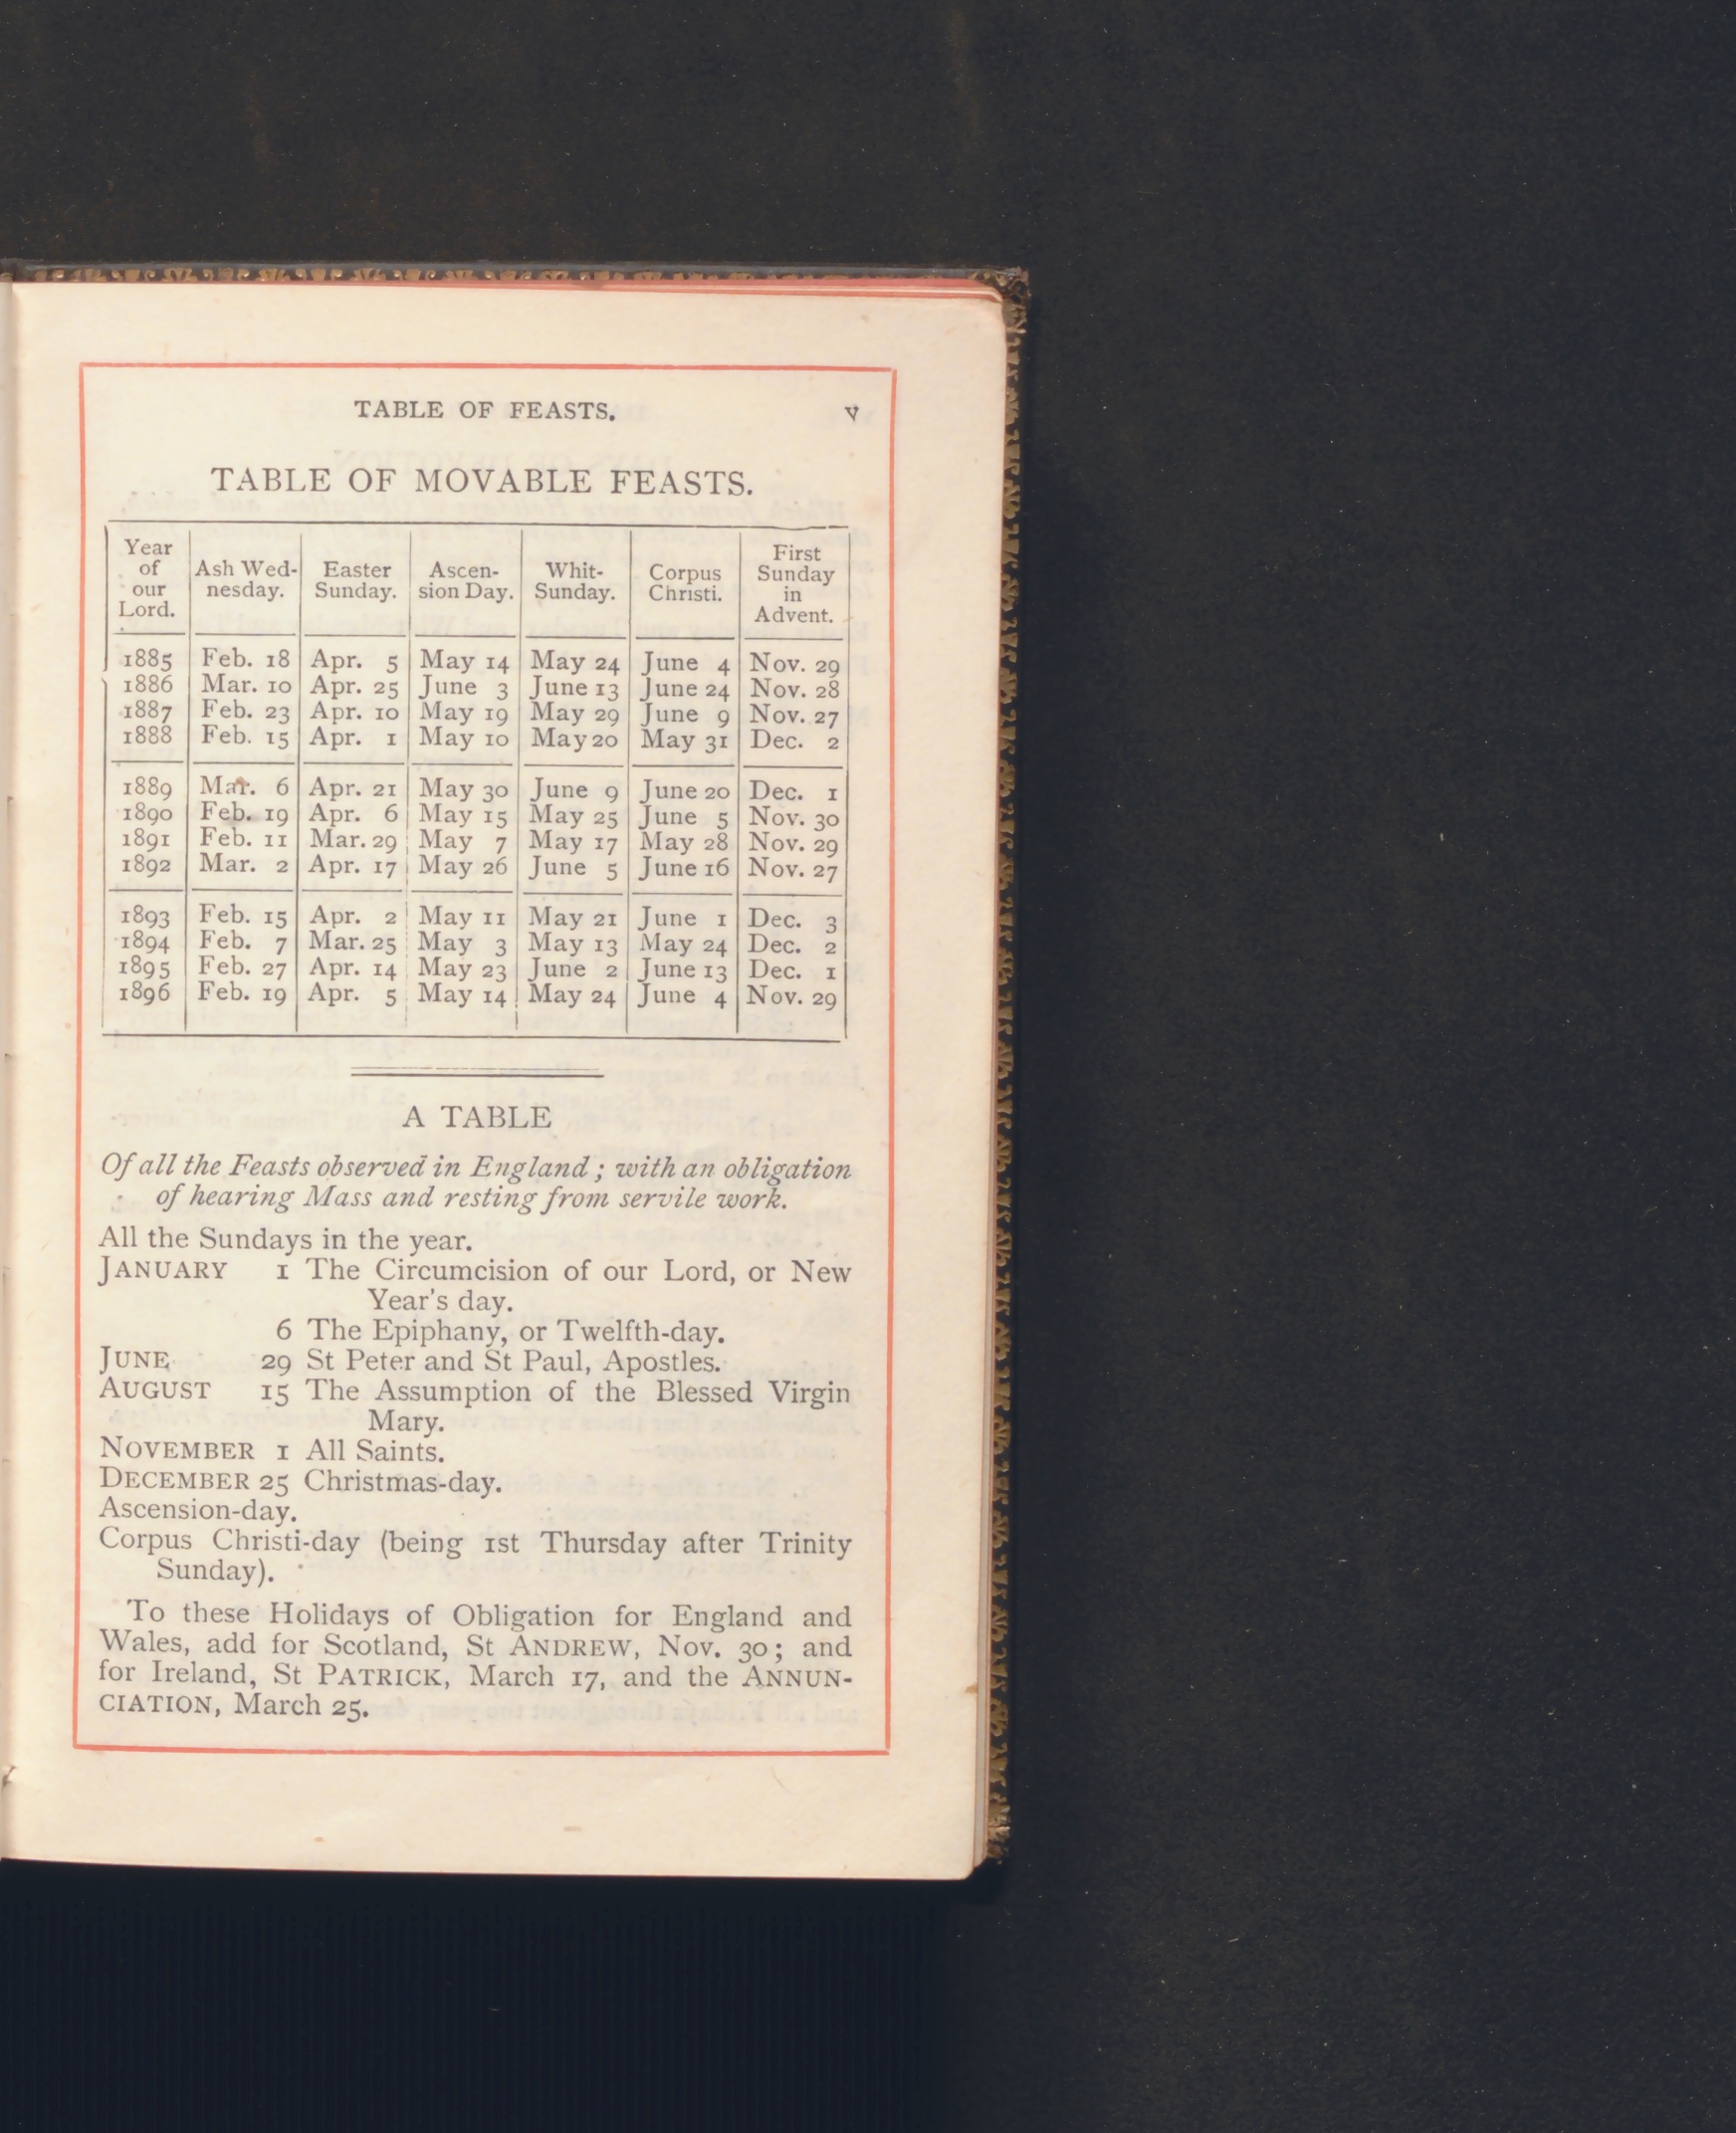 TABLE OF FEASTS. v
TABLE OF MOVABLE FEASTS.
Year of our Lord. | Ash Wed-nesday. | Easter Sunday. | Ascen-sion Day. | Whit-Sunday. | Corpus Christi. | First Sunday in Advent.
1885 | Feb. 18 | Apr. 5 | May 14 | May 24 | June 4 | Nov. 29
1886 | Mar. 10 | Apr. 25 | June 3 | June 13 | June 24 | Nov. 28
1887 | Feb. 23 | Apr. 10 | May 19 | May 29 | June 9 | Nov. 27
1888 | Feb. 15 | Apr. 1 | May 10 | May 20 | May 31 | Dec. 2
1889 | Mar. 6 | Apr. 21 | May 30 | June 9 | June 20 | Dec. 1
1890 | Feb. 19 | Apr. 6 | May 15 | May 25 | June 5 | Nov. 30
1891 | Feb. 11 | Mar. 29 | May 7 | May 17 | May 28 | Nov. 29
1892 | Mar. 2 | Apr. 17 | May 26 | June 5 | June 16 | Nov. 27
1893 | Feb. 15 | Apr. 2 | May 11 | May 21 | June 1 | Dec. 3
1894 | Feb. 7 | Mar. 25 | May 3 | May 13 | May 24 | Dec. 2
1895 | Feb. 27 | Apr. 14 | May 23 | June 2 | June 13 | Dec. 1
1896 | Feb. 19 | Apr. 5 | May 14 | May 24 | June 4 | Nov. 29
A TABLE
Of all the Feasts observed in England; with an obligation
of hearing Mass and resting from servile work.
All the Sundays in the year.
JANUARY 1 The Circumcision of our Lord, or New
Year's day.
6 The Epiphany, or Twelfth-day.
JUNE 29 St Peter and St Paul, Apostles.
AUGUST 15 The Assumption of the Blessed Virgin
Mary.
NOVEMBER 1 All Saints.
DECEMBER 25 Christmas-day.
Ascension-day.
Corpus Christi-day (being 1st Thursday after Trinity
Sunday).
To these Holidays of Obligation for England and
Wales, add for Scotland, St ANDREW, Nov. 30; and
for Ireland, St PATRICK, March 17, and the ANNUN-
CIATION, March 25.